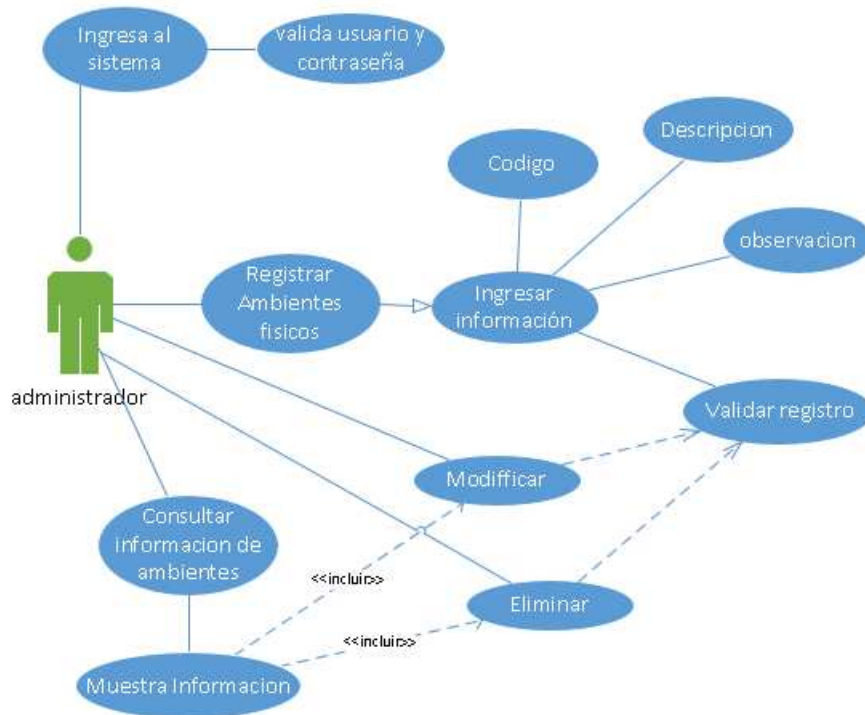 Ingresa al
sistema
valida usuario y
contraseña
Codigo
Descripcion
observacion
Registrar
Ambientes
fisicos
Ingresar
información
administrador
Validar registro
Modifficar
Consultar
informacion de
ambientes
<<incluir>>
Eliminar
<<incluir>>
Muestra Informacion